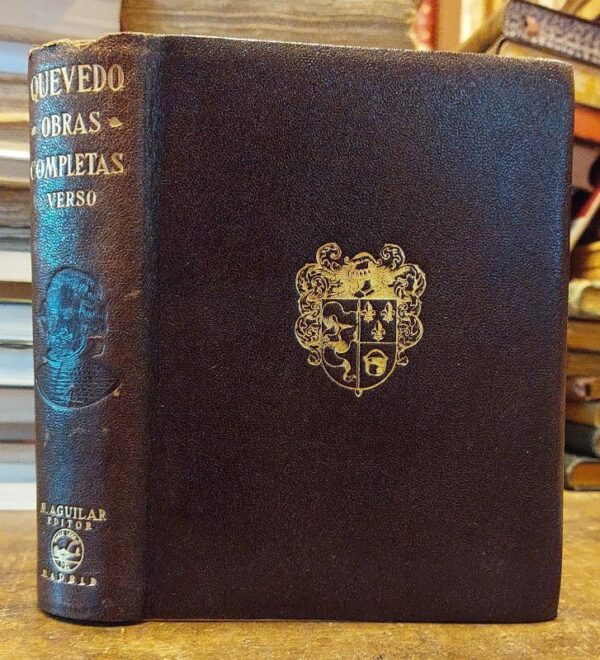 QUEVEDO
OBRAS
COMPLETAS
VERSO
M. AGUILAR
EDITOR
MADRID